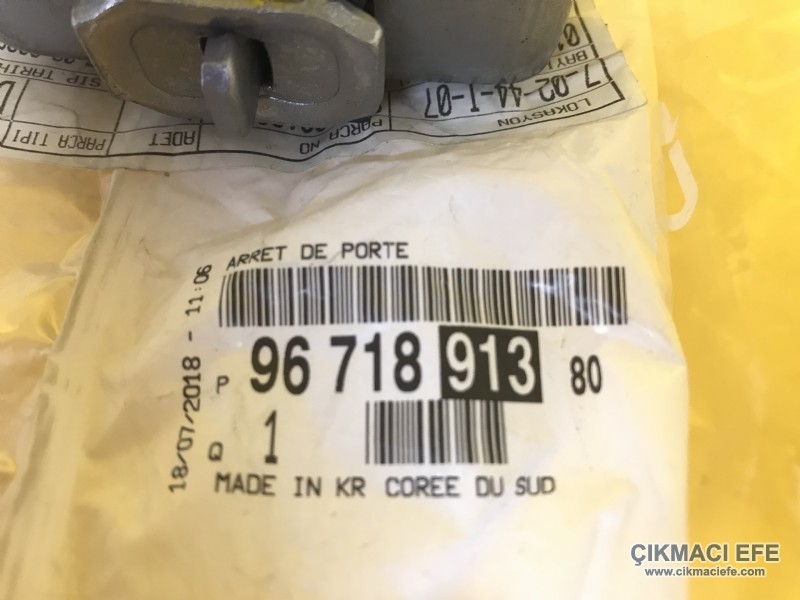 ARRET DE PORTE
18/07/2018 - 11:06
P 96 718 913 80
Q 1
MADE IN KR COREE DU SUD
LOKASYON
7-02-44-I-07
PARCA NO
ADET
PARCA TIPI
ÇIKMACI EFE
www.cikmaciefe.com